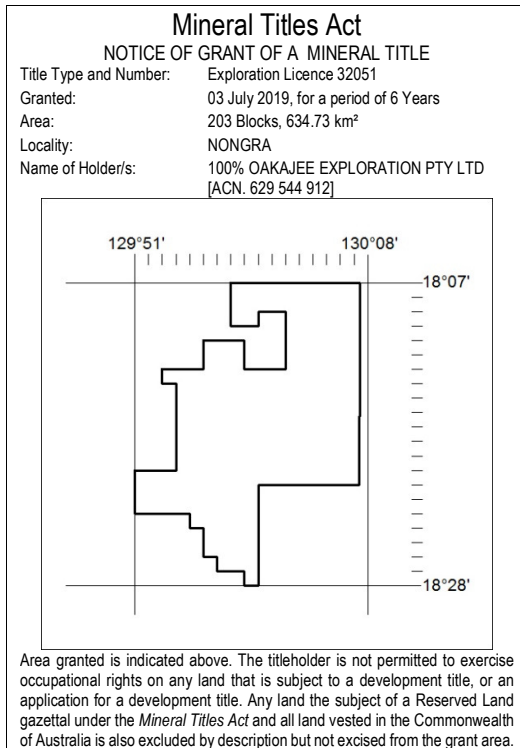 Mineral Titles Act
NOTICE OF GRANT OF A MINERAL TITLE
Title Type and Number: Exploration Licence 32051
Granted: 03 July 2019, for a period of 6 Years
Area: 203 Blocks, 634.73 km²
Locality: NONGRA
Name of Holder/s: 100% OAKAJEE EXPLORATION PTY LTD
[ACN. 629 544 912]
129°51' 130°08'
18°07'
18°28'
Area granted is indicated above. The titleholder is not permitted to exercise
occupational rights on any land that is subject to a development title, or an
application for a development title. Any land the subject of a Reserved Land
gazettal under the Mineral Titles Act and all land vested in the Commonwealth
of Australia is also excluded by description but not excised from the grant area.